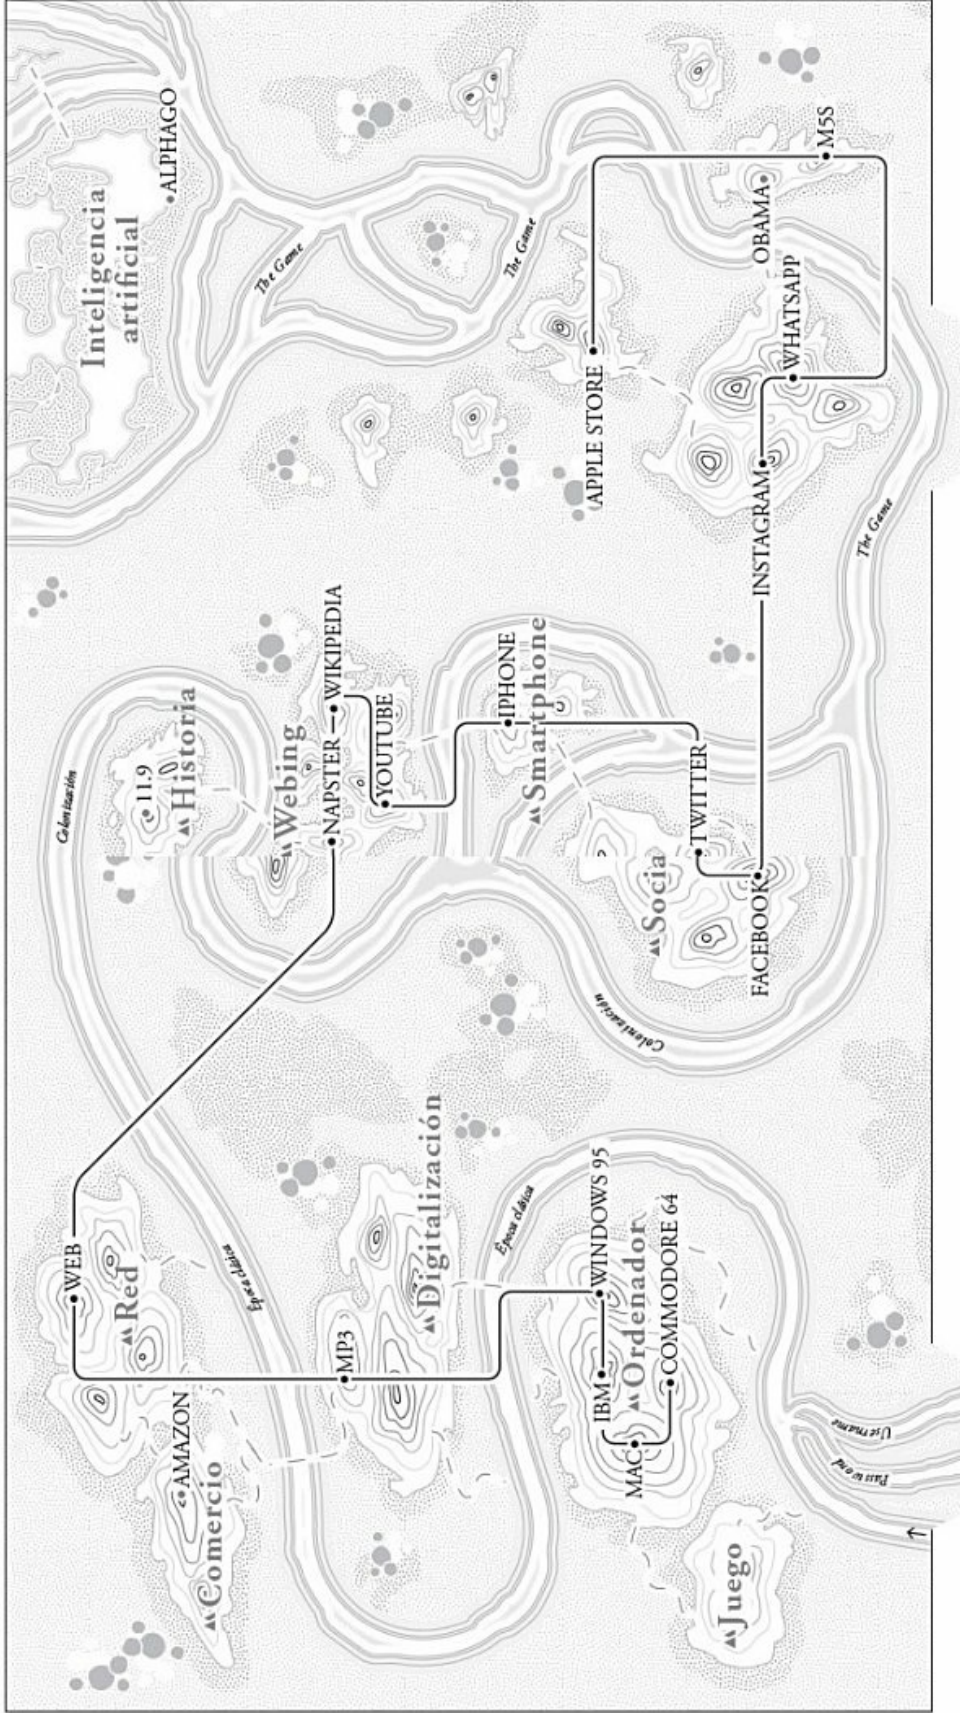 WEB
Red
AMAZON
Comercio
Época clásica
Colonización
11.9
Historia
Inteligencia
artificial
ALPHAGO
MP3
Digitalización
Webing
NAPSTER
WIKIPEDIA
YOUTUBE
The Game
The Game
Época clásica
IPHONE
Smartphone
APPLE STORE
IBM
WINDOWS 95
Ordenador
MAC
COMMODORE 64
Colonización
Socia
TWITTER
FACEBOOK
INSTAGRAM
WHATSAPP
OBAMA
M5S
Juego
Password
Username
The Game